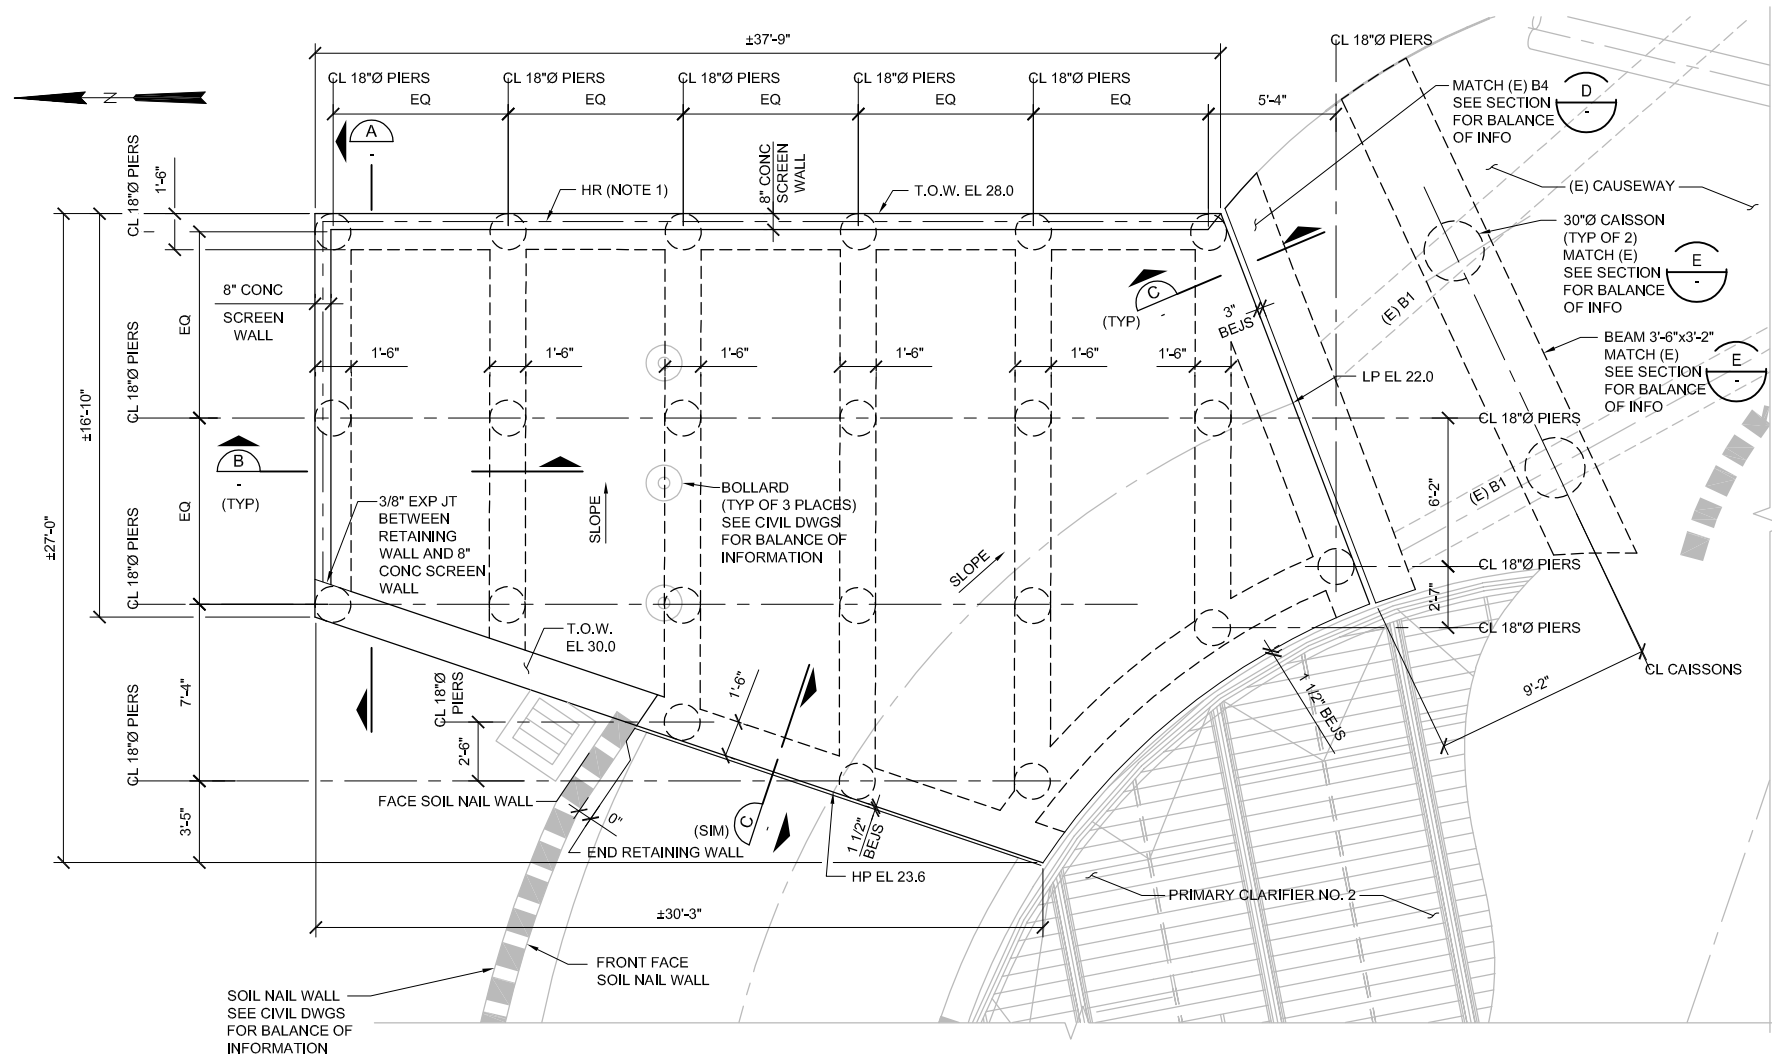 ±37'-9"
CL 18"Ø PIERS
CL 18"Ø PIERS
CL 18"Ø PIERS
CL 18"Ø PIERS
CL 18"Ø PIERS
CL 18"Ø PIERS
EQ
EQ
EQ
EQ
EQ
5'-4"
N
A
-
MATCH (E) B4
SEE SECTION
FOR BALANCE
OF INFO
D
-
CL 18"Ø PIERS
1'-6"
8" CONC
SCREEN
WALL
HR (NOTE 1)
T.O.W. EL 28.0
(E) CAUSEWAY
30"Ø CAISSON
(TYP OF 2)
MATCH (E)
SEE SECTION
FOR BALANCE
OF INFO
E
-
8" CONC
SCREEN
WALL
EQ
C
-
(TYP)
3"
BEJS
(E) B1
BEAM 3'-6"x3'-2"
MATCH (E)
SEE SECTION
FOR BALANCE
OF INFO
E
-
1'-6"
1'-6"
1'-6"
1'-6"
1'-6"
1'-6"
LP EL 22.0
CL 18"Ø PIERS
CL 18"Ø PIERS
±16'-10"
B
-
(TYP)
3/8" EXP JT
BETWEEN
RETAINING
WALL AND 8"
CONC SCREEN
WALL
SLOPE
BOLLARD
(TYP OF 3 PLACES)
SEE CIVIL DWGS
FOR BALANCE OF
INFORMATION
SLOPE
6'-2"
(E) B1
±27'-0"
EQ
CL 18"Ø PIERS
CL 18"Ø PIERS
2'-7"
CL 18"Ø PIERS
T.O.W.
EL 30.0
7'-4"
CL 18"Ø PIERS
CL 18"Ø
PIERS
2'-6"
1'-6"
1 1/2" BEJS
9'-2"
CL CAISSONS
FACE SOIL NAIL WALL
0"
3'-5"
(SIM)
C
-
1 1/2"
BEJS
END RETAINING WALL
HP EL 23.6
PRIMARY CLARIFIER NO. 2
±30'-3"
FRONT FACE
SOIL NAIL WALL
SOIL NAIL WALL
SEE CIVIL DWGS
FOR BALANCE OF
INFORMATION